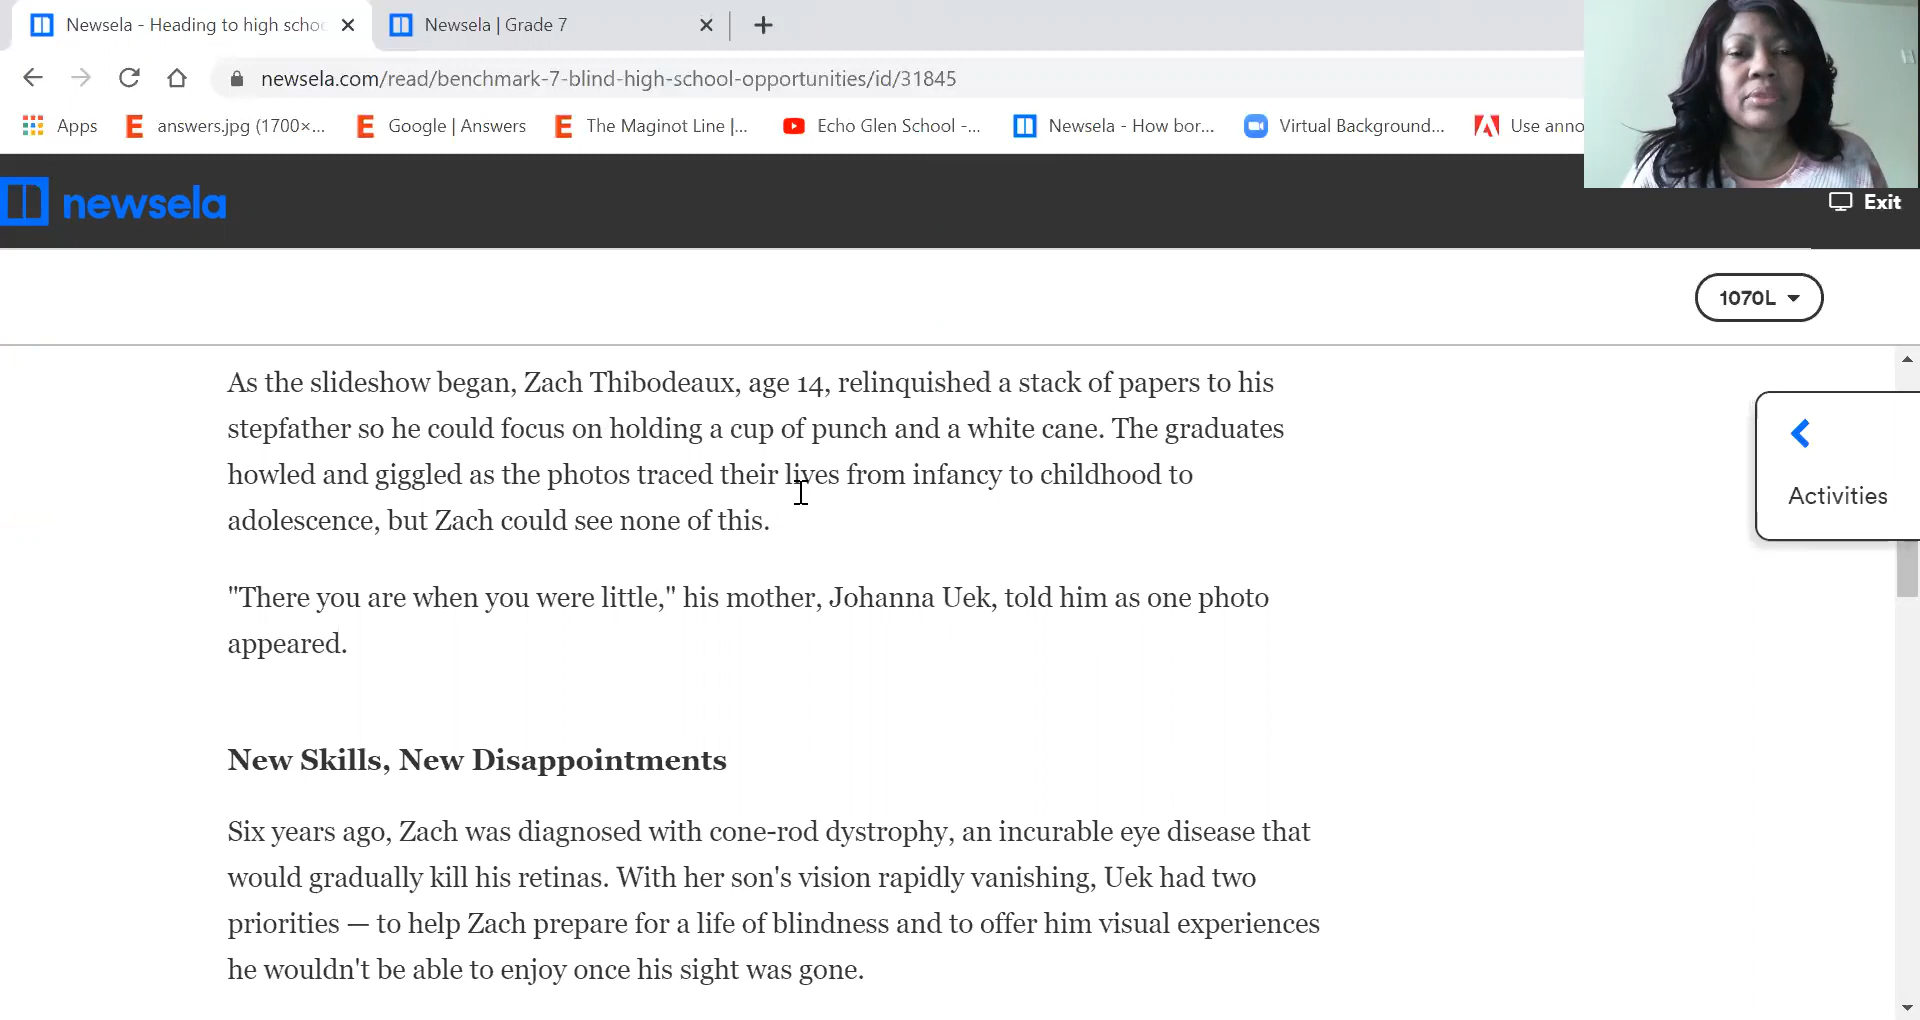 Newsela - Heading to high schoo
Newsela | Grade 7
newsela.com/read/benchmark-7-blind-high-school-opportunities/id/31845
Apps
answers.jpg (1700×...
Google | Answers
The Maginot Line |...
Echo Glen School -...
Newsela - How bor...
Virtual Background...
Use anno
newsela
Exit
1070L
As the slideshow began, Zach Thibodeaux, age 14, relinquished a stack of papers to his
stepfather so he could focus on holding a cup of punch and a white cane. The graduates
howled and giggled as the photos traced their lives from infancy to childhood to
adolescence, but Zach could see none of this.
Activities
"There you are when you were little," his mother, Johanna Uek, told him as one photo
appeared.
New Skills, New Disappointments
Six years ago, Zach was diagnosed with cone-rod dystrophy, an incurable eye disease that
would gradually kill his retinas. With her son's vision rapidly vanishing, Uek had two
priorities — to help Zach prepare for a life of blindness and to offer him visual experiences
he wouldn't be able to enjoy once his sight was gone.